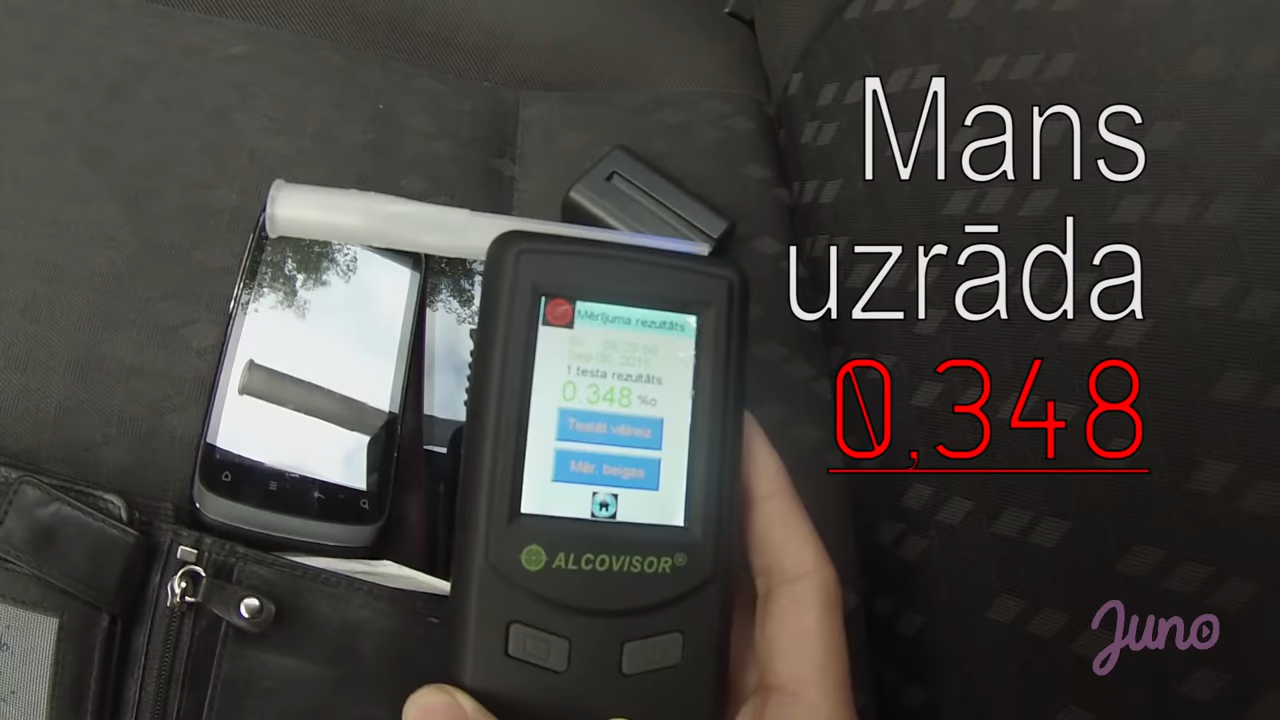 Mans
uzrāda
0,348
Mērījuma rezultāts
1.testa rezultāts
0.348 %o
Testēt vēlreiz
Mēr. beigas
ALCOVISOR®
Juno